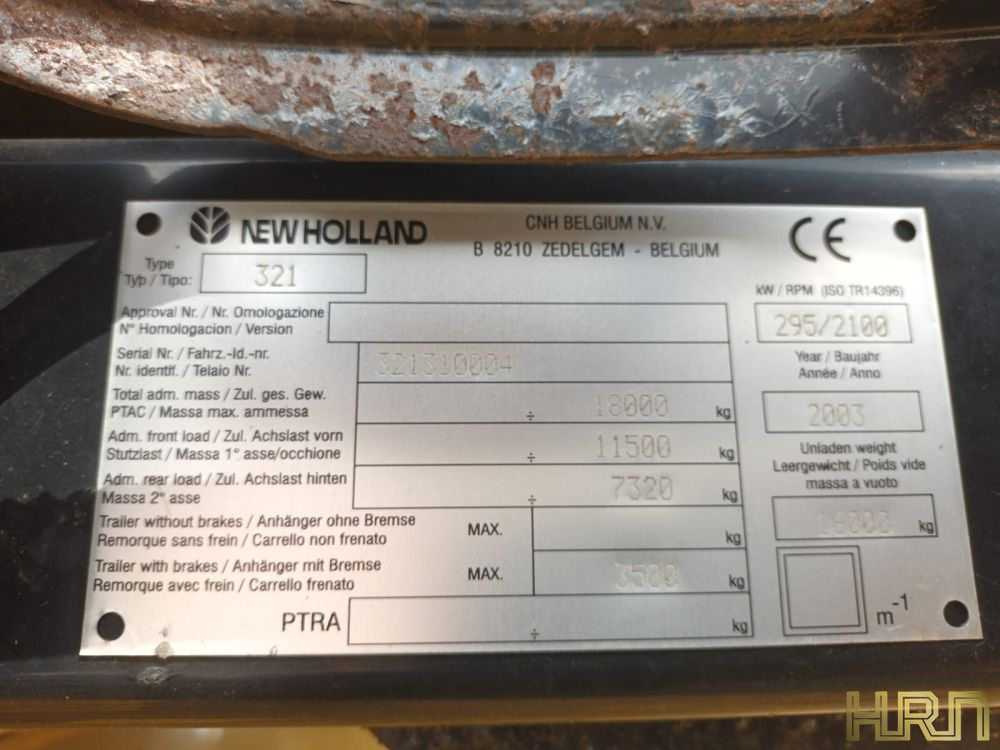 NEW HOLLAND
CNH BELGIUM N.V.
B 8210 ZEDELGEM - BELGIUM
CE
Type
Typ / Tipo:
321
kW / RPM (ISO TR14396)
295/2100
Approval Nr. / Nr. Omologazione
N° Homologacion / Version
Serial Nr. / Fahrz.-Id.-nr.
Nr. identif. / Telaio Nr.
321310004
Year / Baujahr
Année / Anno
2003
Total adm. mass / Zul. ges. Gew.
PTAC / Massa max. ammessa
÷ 18000 kg
Adm. front load / Zul. Achslast vorn
Stutzlast / Massa 1° asse/occhione
÷ 11500 kg
Unladen weight
Leergewicht / Poids vide
massa a vuoto
16000 kg
Adm. rear load / Zul. Achslast hinten
Massa 2° asse
÷ 7320 kg
Trailer without brakes / Anhänger ohne Bremse
Remorque sans frein / Carrello non frenato
MAX. kg
Trailer with brakes / Anhänger mit Bremse
Remorque avec frein / Carrello frenato
MAX. 3500 kg
m-1
PTRA ÷ kg
HRN